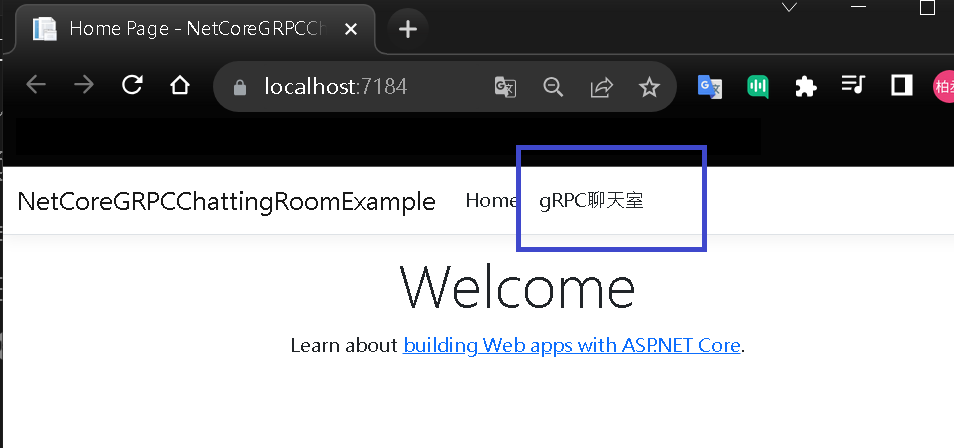 Home Page - NetCoreGRPCCh
localhost:7184
柏丞
NetCoreGRPCChattingRoomExample Home gRPC聊天室
Welcome
Learn about building Web apps with ASP.NET Core.